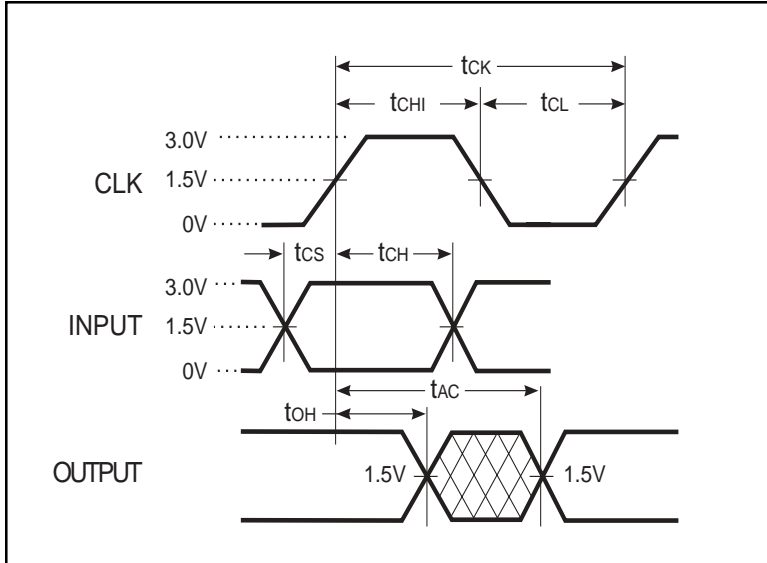 tCK
tCHI tCL
3.0V
CLK 1.5V
0V
tCS tCH
3.0V
INPUT 1.5V
0V
tAC
tOH
OUTPUT 1.5V 1.5V